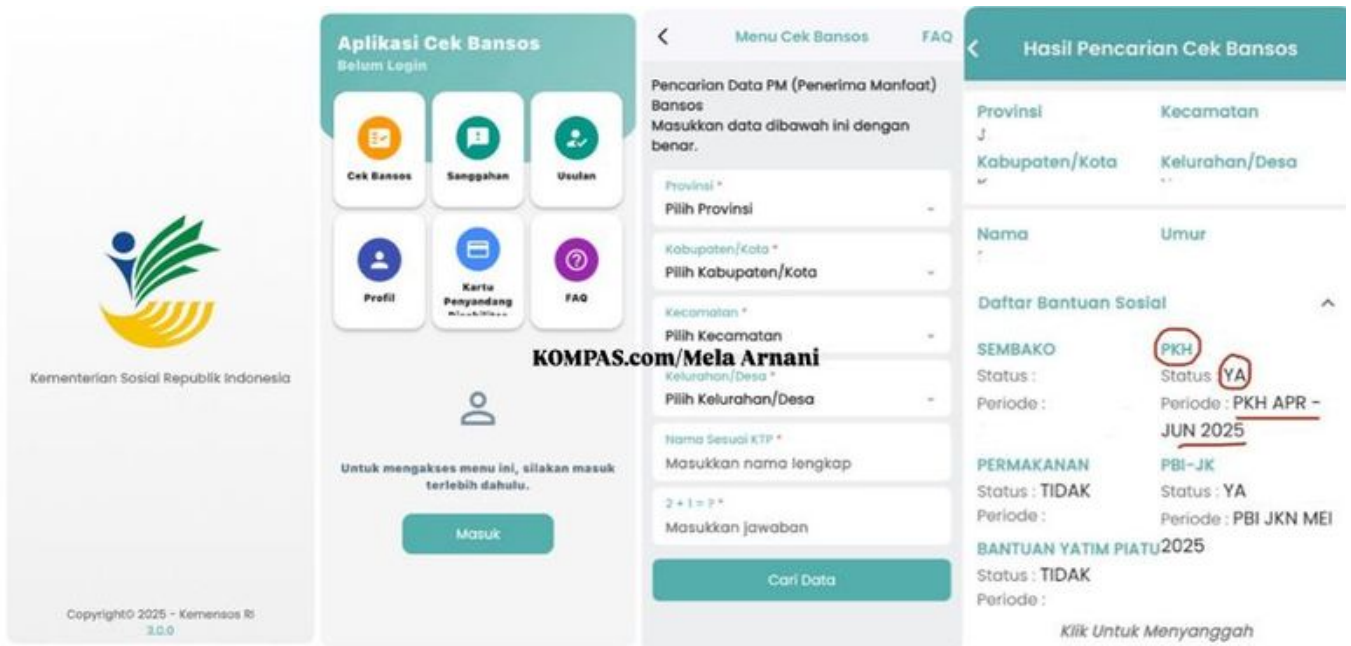 Kementerian Sosial Republik Indonesia
Copyright© 2025 - Kemensos RI
3.0.0
Aplikasi Cek Bansos
Belum Login
Cek Bansos
Sanggahan
Usulan
Profil
Kartu
Penyandang
FAQ
Untuk mengakses menu ini, silakan masuk
terlebih dahulu.
Masuk
Menu Cek Bansos
FAQ
Pencarian Data PM (Penerima Manfaat)
Bansos
Masukkan data dibawah ini dengan
benar.
Provinsi *
Pilih Provinsi
Kabupaten/Kota *
Pilih Kabupaten/Kota
Kecamatan *
Pilih Kecamatan
KOMPAS.com/Mela Arnani
Kelurahan/Desa *
Pilih Kelurahan/Desa
Nama Sesuai KTP *
Masukkan nama lengkap
2 + 1 = ? *
Masukkan jawaban
Cari Data
Hasil Pencarian Cek Bansos
Provinsi
Kecamatan
Kabupaten/Kota
Kelurahan/Desa
Nama
Umur
Daftar Bantuan Sosial
SEMBAKO
Status :
Periode :
PKH
Status : YA
Periode : PKH APR -
JUN 2025
PERMAKANAN
Status : TIDAK
Periode :
PBI-JK
Status : YA
Periode : PBI JKN MEI
2025
BANTUAN YATIM PIATU
Status : TIDAK
Periode :
Klik Untuk Menyanggah